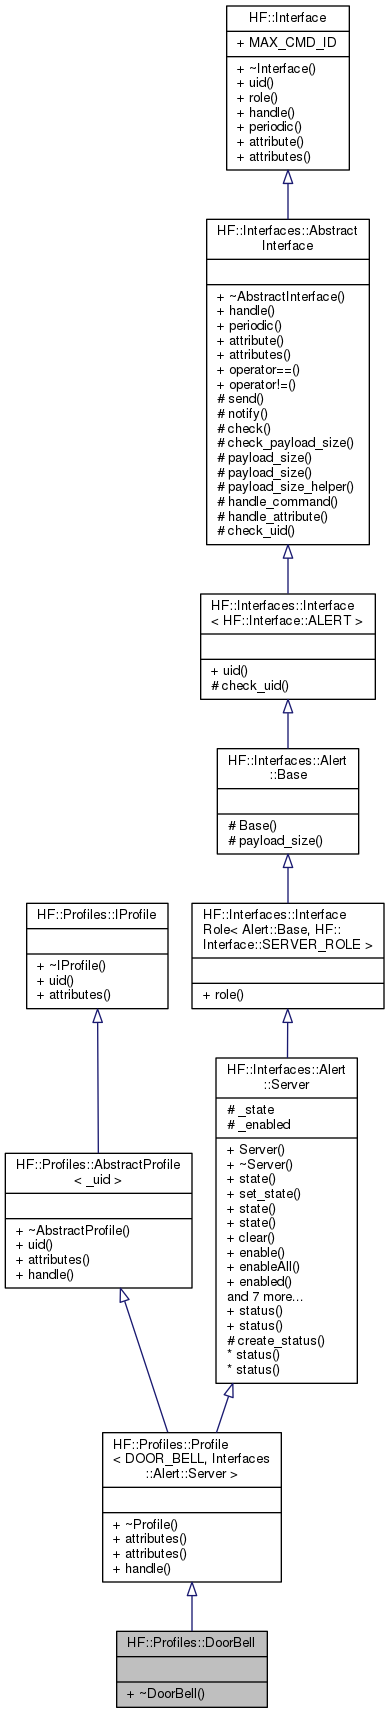 HF::Interface
+ MAX_CMD_ID
+ ~Interface()
+ uid()
+ role()
+ handle()
+ periodic()
+ attribute()
+ attributes()
HF::Interfaces::Abstract
Interface
+ ~AbstractInterface()
+ handle()
+ periodic()
+ attribute()
+ attributes()
+ operator==()
+ operator!=()
# send()
# notify()
# check()
# check_payload_size()
# payload_size()
# payload_size()
# payload_size_helper()
# handle_command()
# handle_attribute()
# check_uid()
HF::Interfaces::Interface
< HF::Interface::ALERT >
+ uid()
# check_uid()
HF::Interfaces::Alert
::Base
# Base()
# payload_size()
HF::Profiles::IProfile
+ ~IProfile()
+ uid()
+ attributes()
HF::Interfaces::Interface
Role< Alert::Base, HF::
Interface::SERVER_ROLE >
+ role()
HF::Interfaces::Alert
::Server
# _state
# _enabled
+ Server()
+ ~Server()
+ state()
+ set_state()
+ state()
+ state()
+ clear()
+ enable()
+ enableAll()
+ enabled()
and 7 more...
+ status()
+ status()
# create_status()
* status()
* status()
HF::Profiles::AbstractProfile
< _uid >
+ ~AbstractProfile()
+ uid()
+ attributes()
+ handle()
HF::Profiles::Profile
< DOOR_BELL, Interfaces
::Alert::Server >
+ ~Profile()
+ attributes()
+ attributes()
+ handle()
HF::Profiles::DoorBell
+ ~DoorBell()